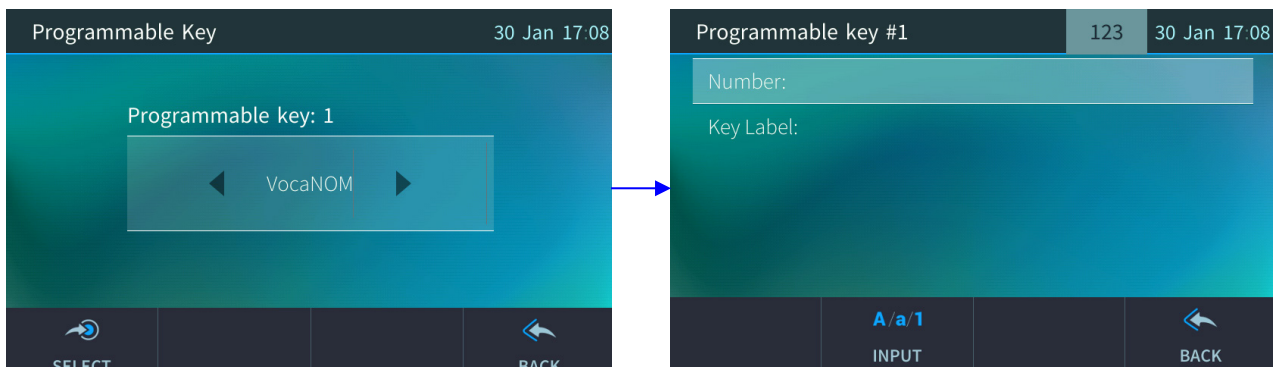 Programmable Key 30 Jan 17:08
Programmable key: 1
VocaNOM
SELECT BACK
Programmable key #1 123 30 Jan 17:08
Number:
Key Label:
A/a/1
INPUT BACK